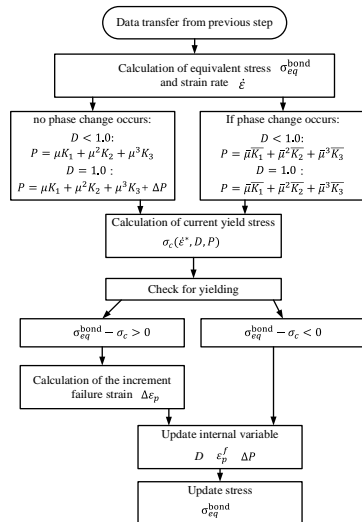 Data transfer from previous step
Calculation of equivalent stress σ_eq^bond
and strain rate ε̇
no phase change occurs:
D < 1.0:
P = μK₁ + μ²K₂ + μ³K₃
D = 1.0 :
P = μK₁ + μ²K₂ + μ³K₃ + ΔP
If phase change occurs:
D < 1.0:
P = μ̄K̄₁ + μ̄²K̄₂ + μ̄³K̄₃
D = 1.0 :
P = μ̄K̄₁ + μ̄²K̄₂ + μ̄³K̄₃
Calculation of current yield stress
σ_c(ε̇*, D, P)
Check for yielding
σ_eq^bond − σ_c > 0
σ_eq^bond − σ_c < 0
Calculation of the increment
failure strain Δε_p
Update internal variable
D ε_p^f ΔP
Update stress
σ_eq^bond